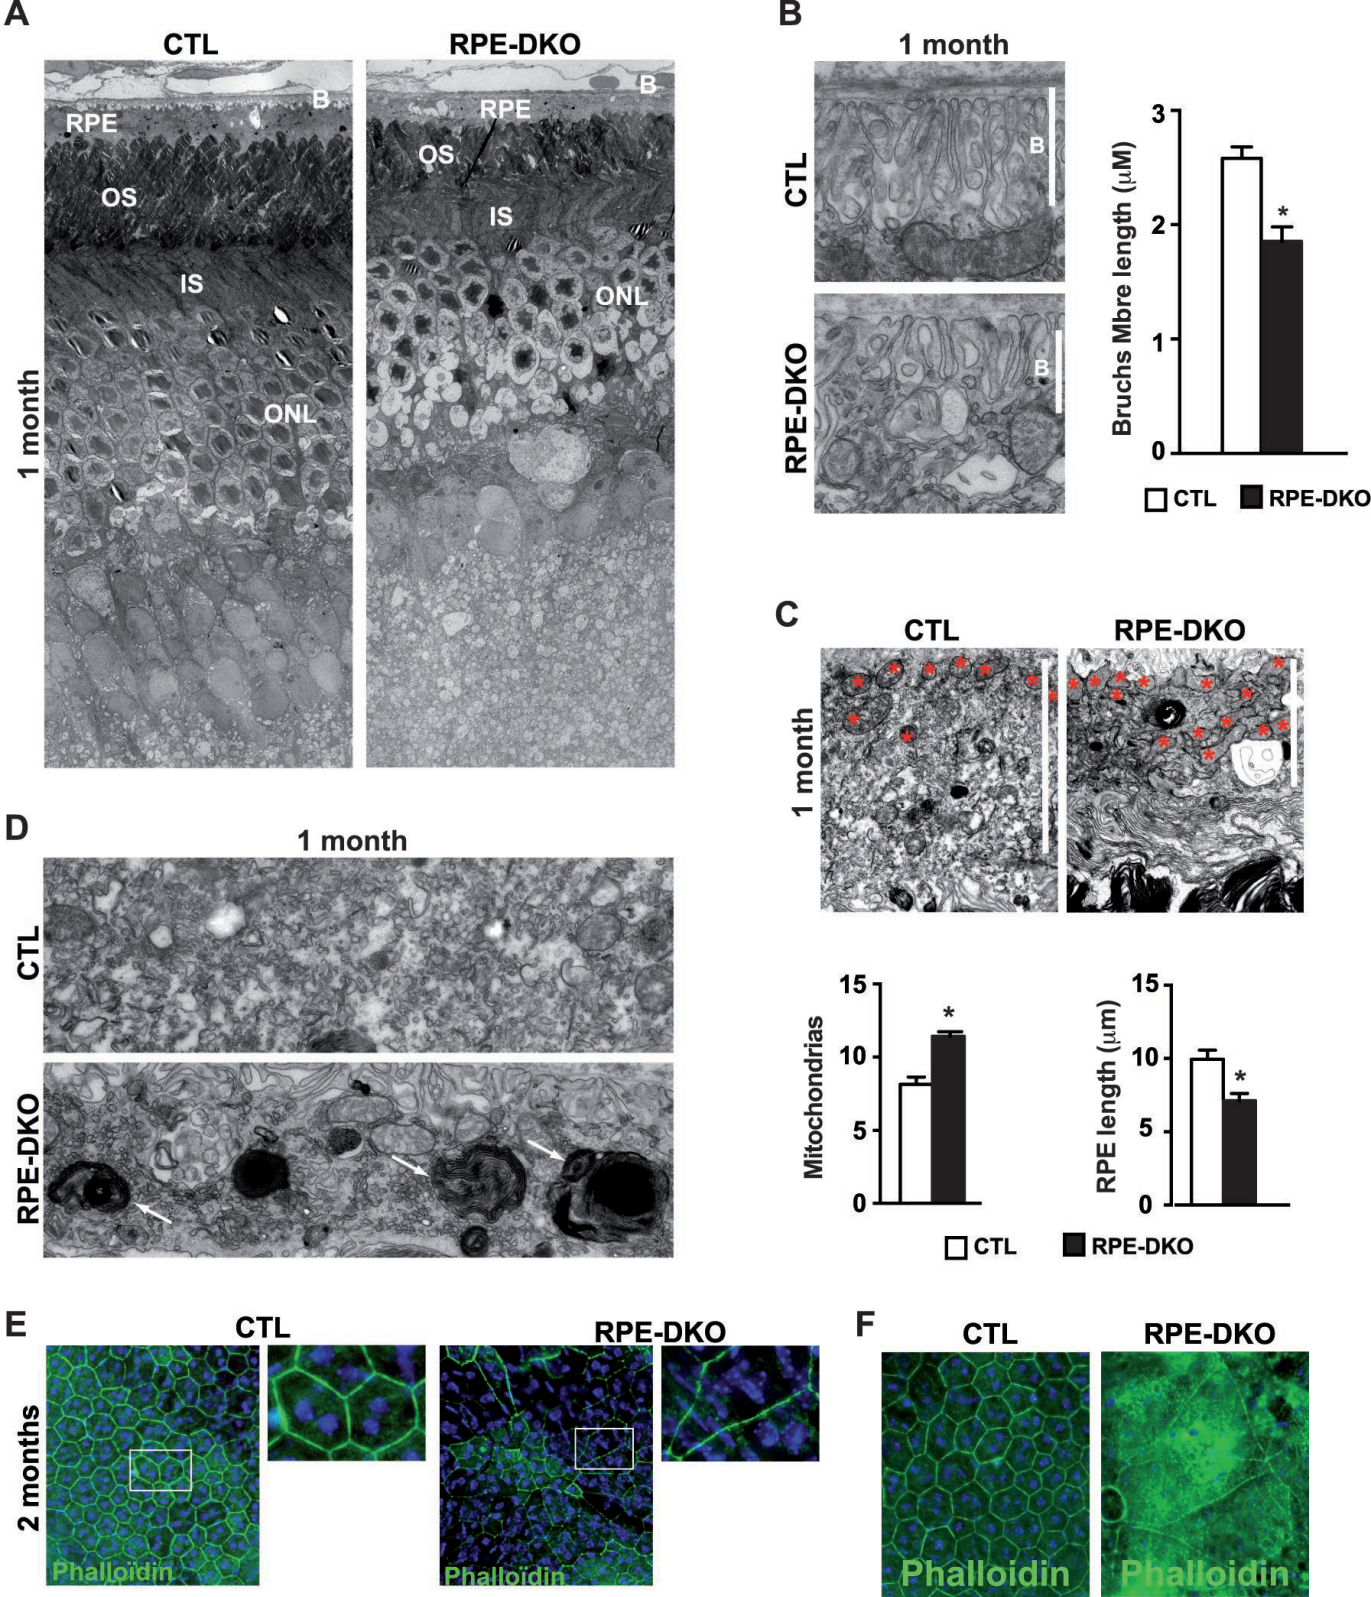 A
CTL
RPE-DKO
B
RPE
OS
IS
ONL
B
RPE
OS
IS
ONL
1 month
B
1 month
CTL
B
RPE-DKO
B
Bruchs Mbre length (µM)
3
2
1
0
*
CTL
RPE-DKO
C
CTL
RPE-DKO
1 month
Mitochondrias
15
10
5
0
*
RPE length (µm)
15
10
5
0
*
CTL
RPE-DKO
D
1 month
CTL
RPE-DKO
E
CTL
RPE-DKO
2 months
Phalloïdin
Phalloïdin
F
CTL
RPE-DKO
Phalloidin
Phalloidin